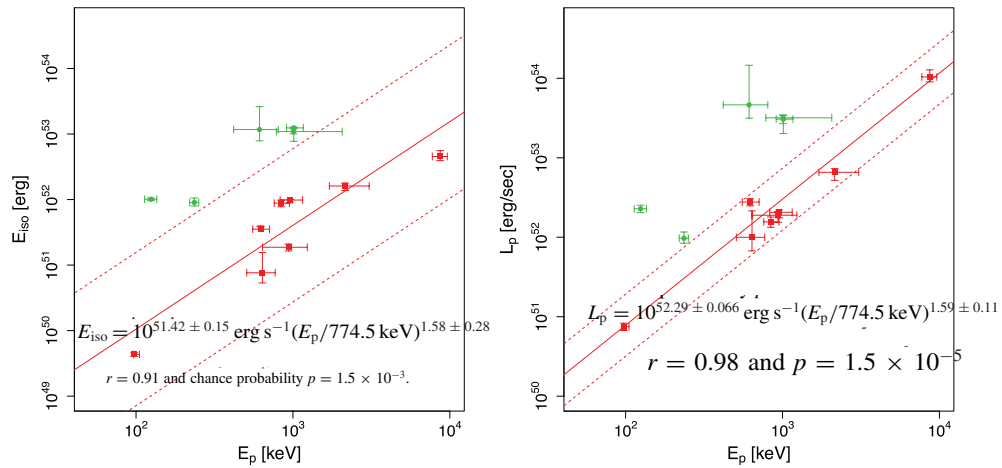 10^54
10^53
10^52
10^51
10^50
10^49
E_iso [erg]
E_iso = 10^{51.42 ± 0.15} erg s^{−1}(E_p/774.5 keV)^{1.58 ± 0.28}
r = 0.91 and chance probability p = 1.5 × 10^{−3}.
10^2 10^3 10^4
E_p [keV]
10^54
10^53
10^52
10^51
10^50
L_p [erg/sec]
L_p = 10^{52.29 ± 0.066} erg s^{−1}(E_p/774.5 keV)^{1.59 ± 0.11}
r = 0.98 and p = 1.5 × 10^{−5}
10^2 10^3 10^4
E_p [keV]